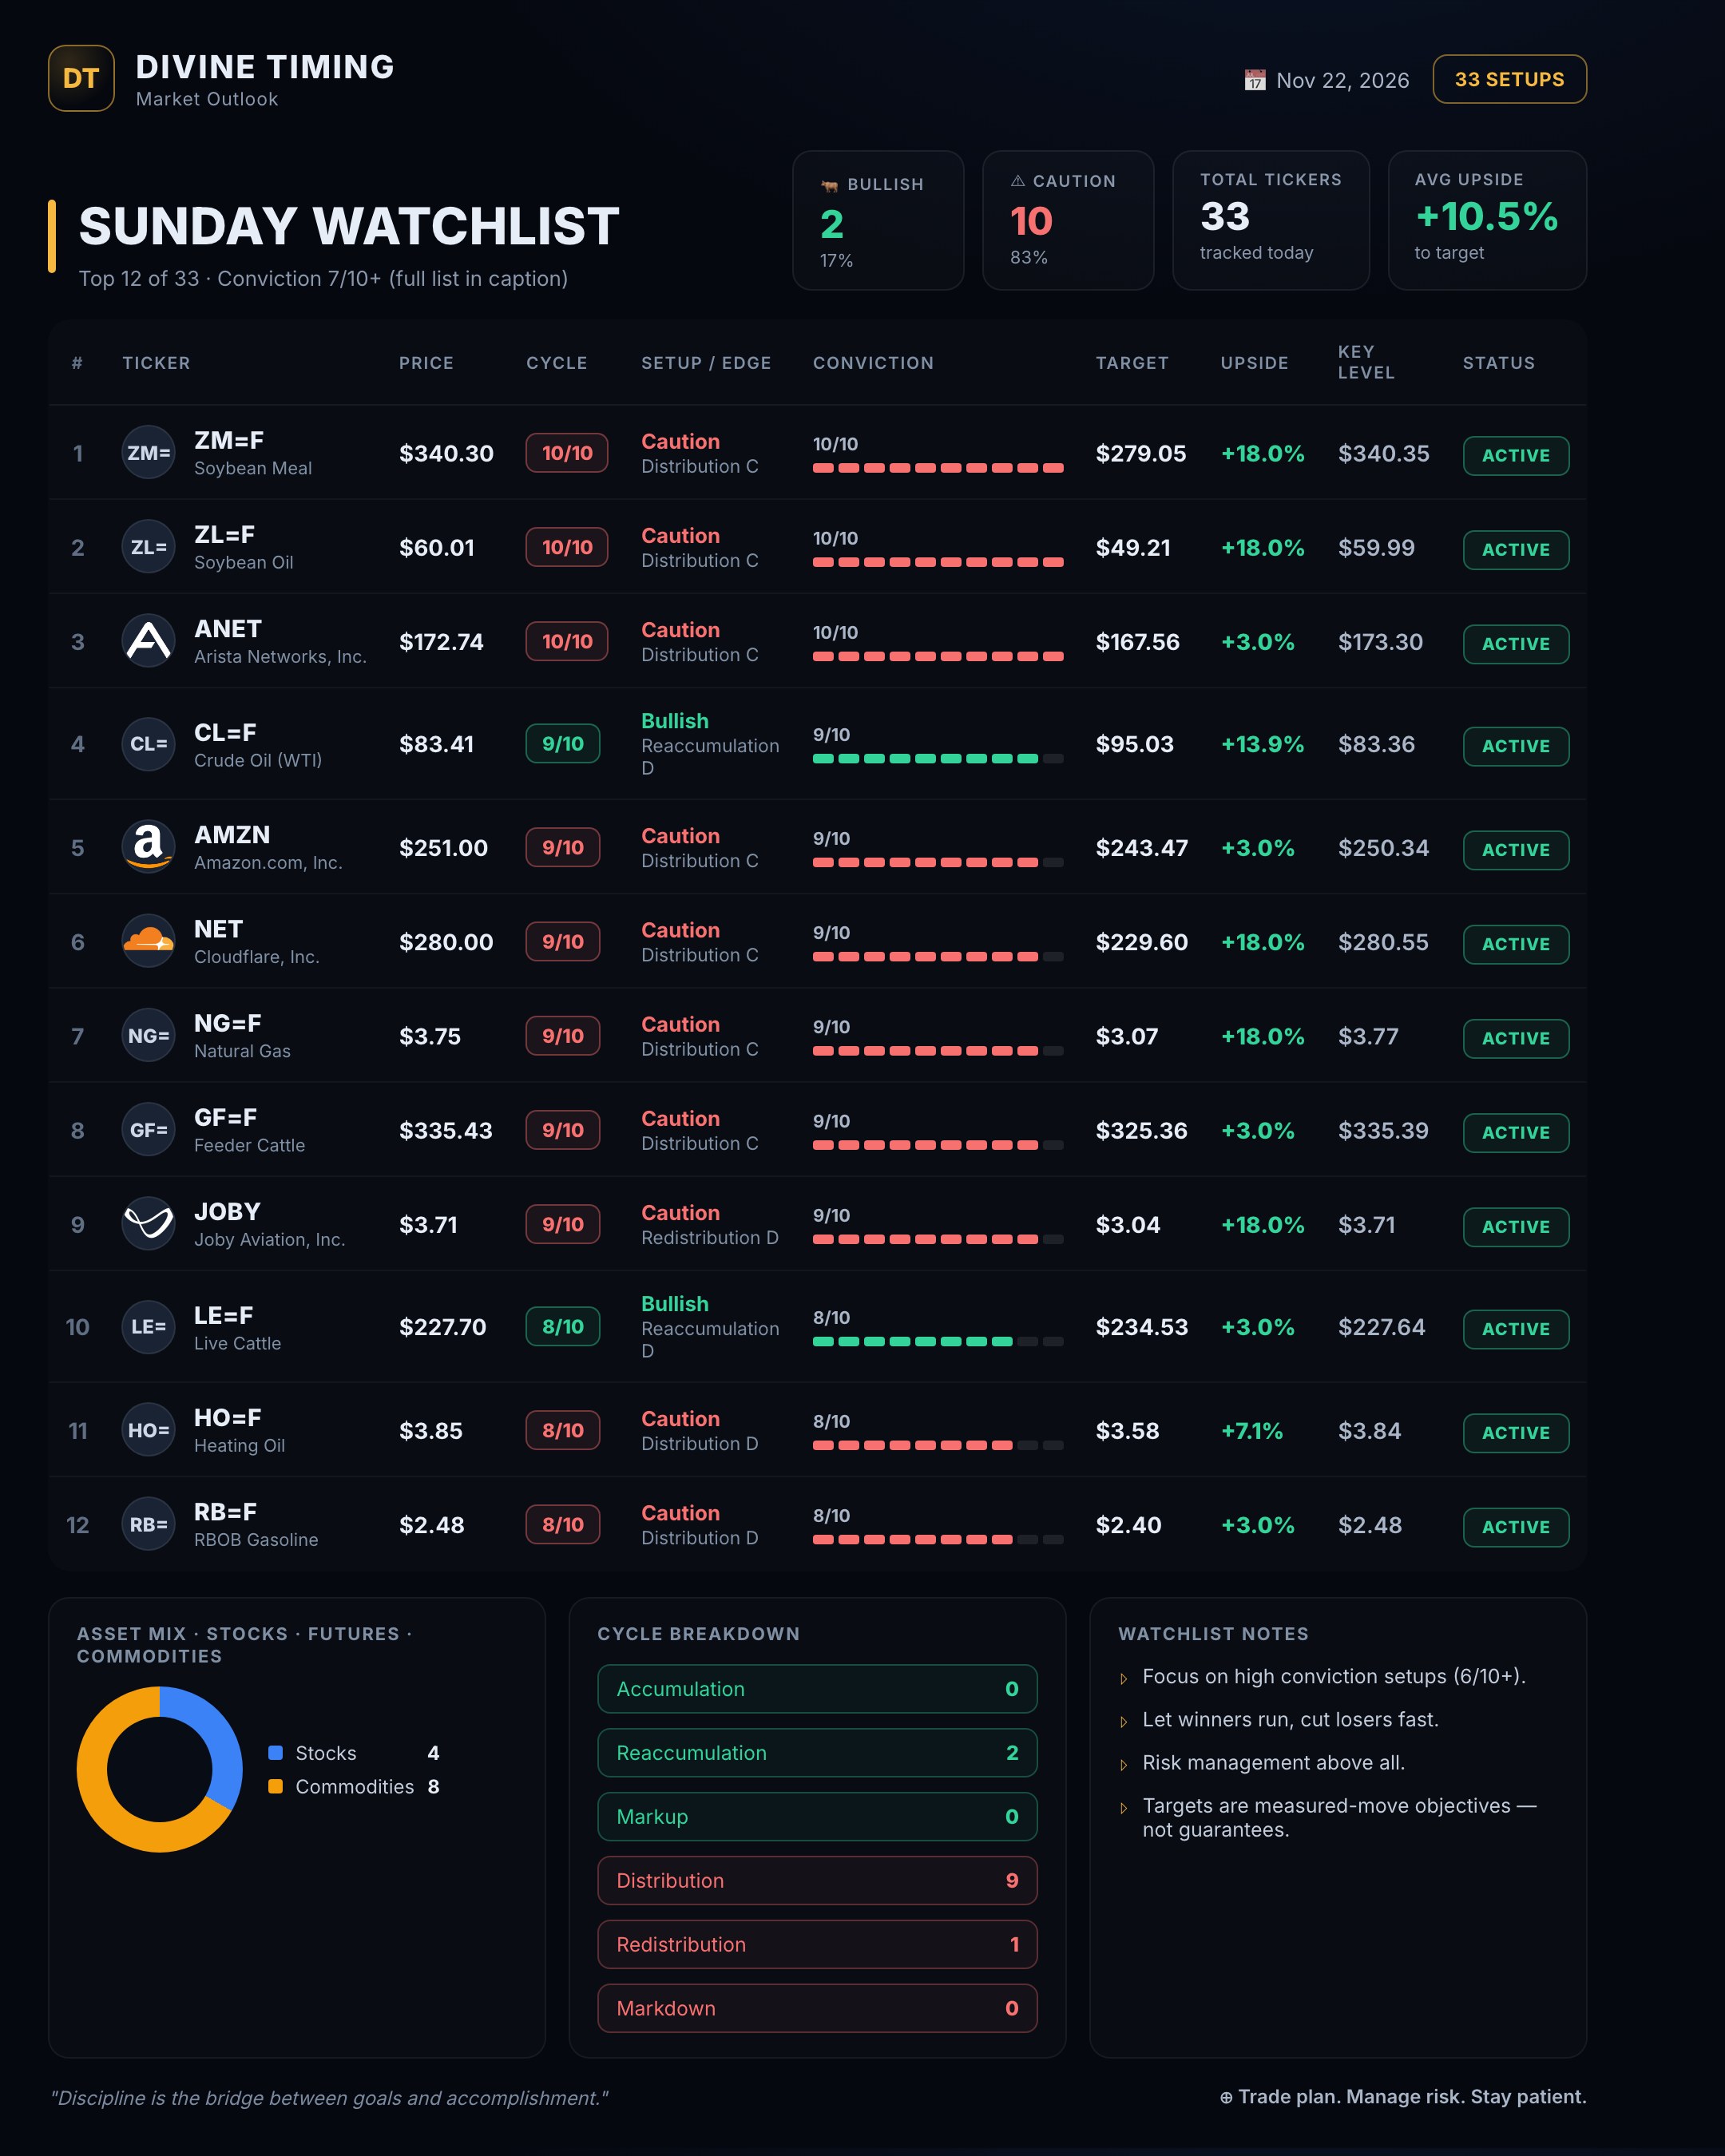 DT
DIVINE TIMING
Market Outlook
17 Nov 22, 2026
33 SETUPS
SUNDAY WATCHLIST
Top 12 of 33 · Conviction 7/10+ (full list in caption)
BULLISH
2
17%
⚠ CAUTION
10
83%
TOTAL TICKERS
33
tracked today
AVG UPSIDE
+10.5%
to target
# TICKER PRICE CYCLE SETUP / EDGE CONVICTION TARGET UPSIDE KEY LEVEL STATUS
1 ZM= ZM=F $340.30 10/10 Caution 10/10 $279.05 +18.0% $340.35 ACTIVE
Soybean Meal Distribution C
2 ZL= ZL=F $60.01 10/10 Caution 10/10 $49.21 +18.0% $59.99 ACTIVE
Soybean Oil Distribution C
3 ANET $172.74 10/10 Caution 10/10 $167.56 +3.0% $173.30 ACTIVE
Arista Networks, Inc. Distribution C
4 CL= CL=F $83.41 9/10 Bullish 9/10 $95.03 +13.9% $83.36 ACTIVE
Crude Oil (WTI) Reaccumulation
D
5 a AMZN $251.00 9/10 Caution 9/10 $243.47 +3.0% $250.34 ACTIVE
Amazon.com, Inc. Distribution C
6 NET $280.00 9/10 Caution 9/10 $229.60 +18.0% $280.55 ACTIVE
Cloudflare, Inc. Distribution C
7 NG= NG=F $3.75 9/10 Caution 9/10 $3.07 +18.0% $3.77 ACTIVE
Natural Gas Distribution C
8 GF= GF=F $335.43 9/10 Caution 9/10 $325.36 +3.0% $335.39 ACTIVE
Feeder Cattle Distribution C
9 JOBY $3.71 9/10 Caution 9/10 $3.04 +18.0% $3.71 ACTIVE
Joby Aviation, Inc. Redistribution D
10 LE= LE=F $227.70 8/10 Bullish 8/10 $234.53 +3.0% $227.64 ACTIVE
Live Cattle Reaccumulation
D
11 HO= HO=F $3.85 8/10 Caution 8/10 $3.58 +7.1% $3.84 ACTIVE
Heating Oil Distribution D
12 RB= RB=F $2.48 8/10 Caution 8/10 $2.40 +3.0% $2.48 ACTIVE
RBOB Gasoline Distribution D
ASSET MIX · STOCKS · FUTURES ·
COMMODITIES
Stocks 4
Commodities 8
CYCLE BREAKDOWN
Accumulation 0
Reaccumulation 2
Markup 0
Distribution 9
Redistribution 1
Markdown 0
WATCHLIST NOTES
Focus on high conviction setups (6/10+).
Let winners run, cut losers fast.
Risk management above all.
Targets are measured-move objectives —
not guarantees.
"Discipline is the bridge between goals and accomplishment."
⊕ Trade plan. Manage risk. Stay patient.